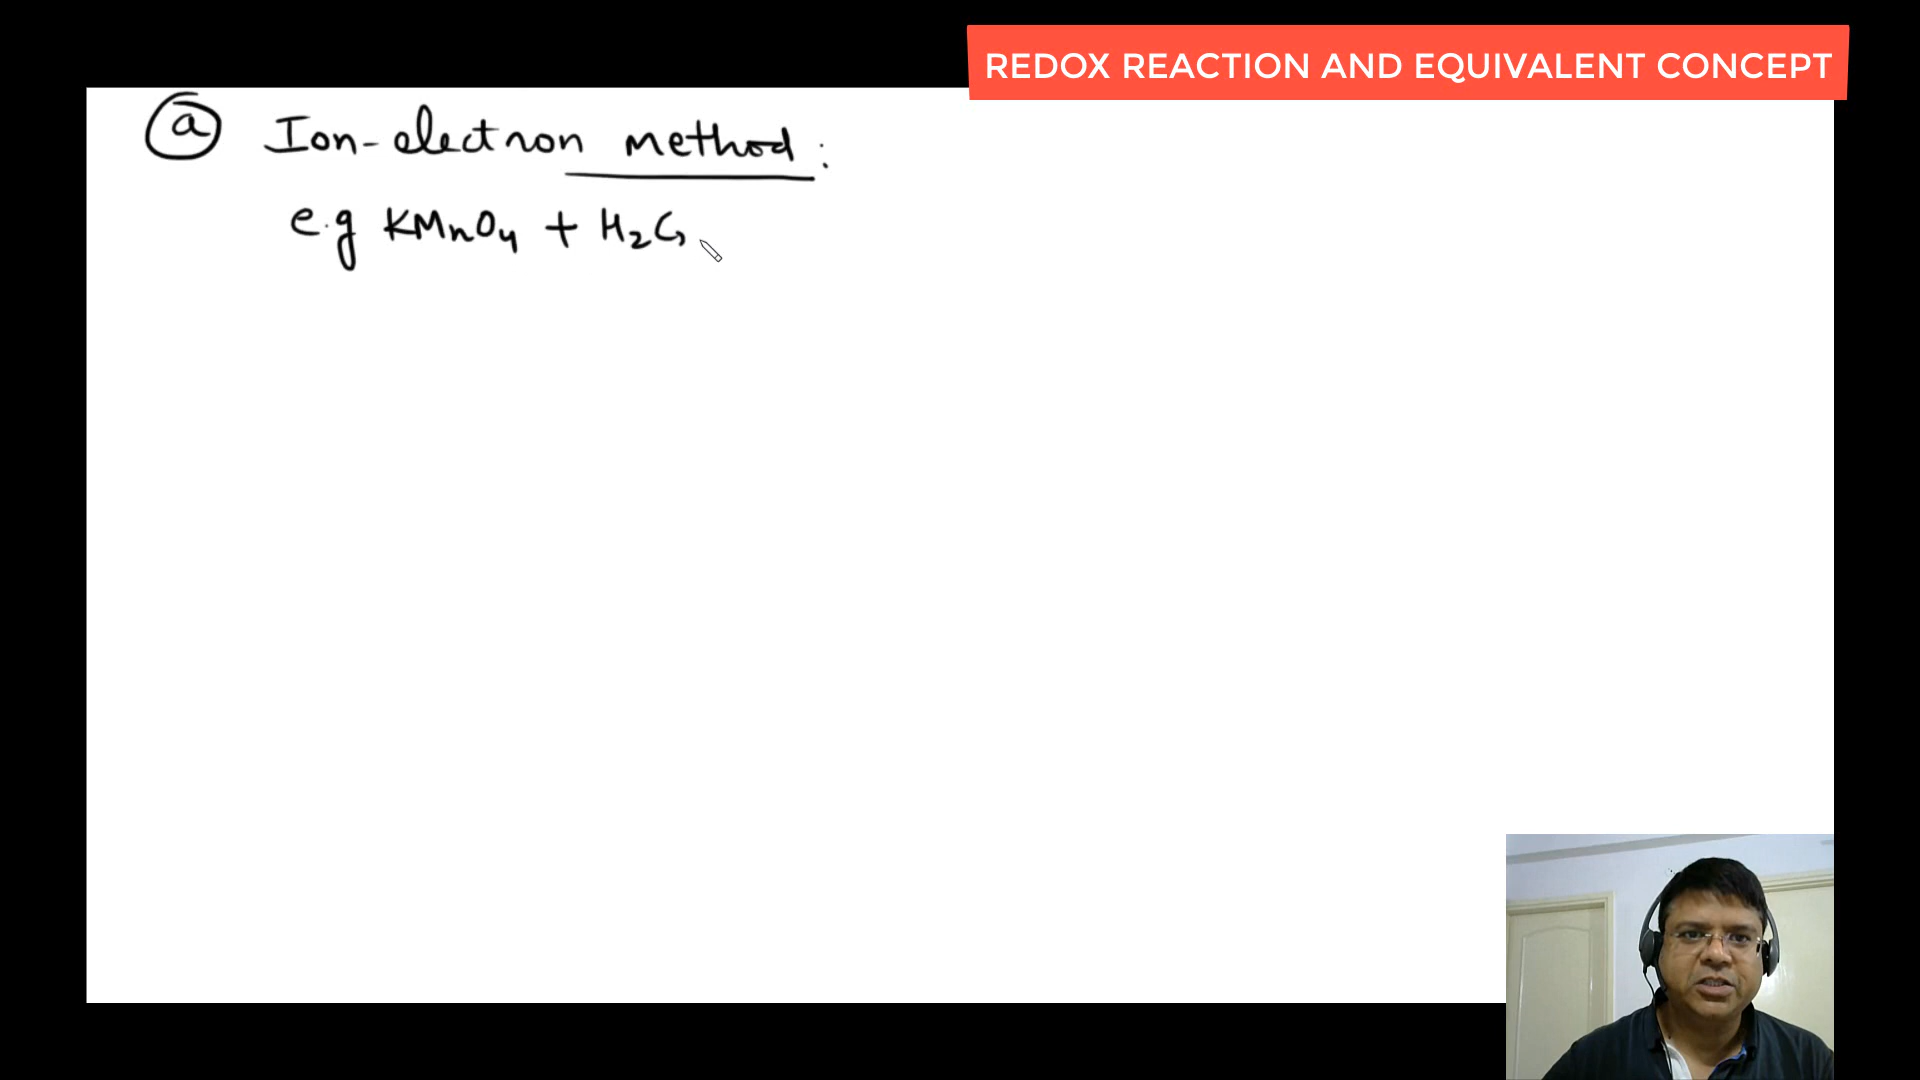 REDOX REACTION AND EQUIVALENT CONCEPT
a Ion-electron method:
e.g KMnO4 + H2C